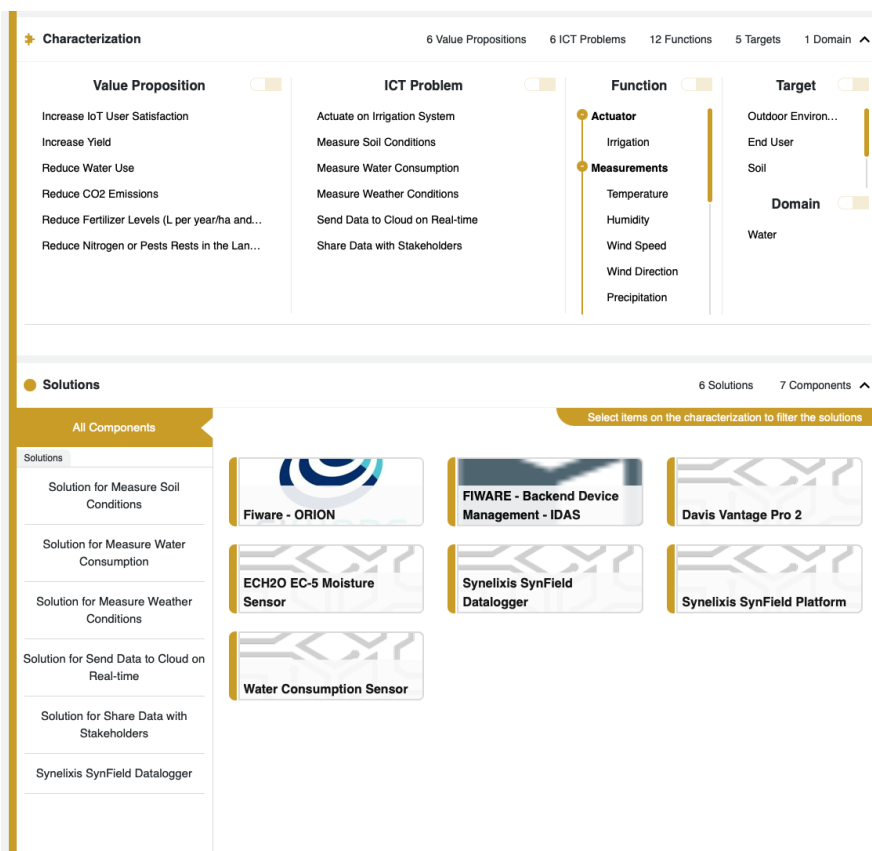 Characterization
6 Value Propositions 6 ICT Problems 12 Functions 5 Targets 1 Domain
Value Proposition
Increase IoT User Satisfaction
Increase Yield
Reduce Water Use
Reduce CO2 Emissions
Reduce Fertilizer Levels (L per year/ha and...
Reduce Nitrogen or Pests Rests in the Lan...
ICT Problem
Actuate on Irrigation System
Measure Soil Conditions
Measure Water Consumption
Measure Weather Conditions
Send Data to Cloud on Real-time
Share Data with Stakeholders
Function
Actuator
Irrigation
Measurements
Temperature
Humidity
Wind Speed
Wind Direction
Precipitation
Target
Outdoor Environ...
End User
Soil
Domain
Water
Solutions
6 Solutions 7 Components
Select items on the characterization to filter the solutions
All Components
Solutions
Solution for Measure Soil
Conditions
Solution for Measure Water
Consumption
Solution for Measure Weather
Conditions
Solution for Send Data to Cloud on
Real-time
Solution for Share Data with
Stakeholders
Synelixis SynField Datalogger
Fiware - ORION
FIWARE - Backend Device
Management - IDAS
Davis Vantage Pro 2
ECH2O EC-5 Moisture
Sensor
Synelixis SynField
Datalogger
Synelixis SynField Platform
Water Consumption Sensor